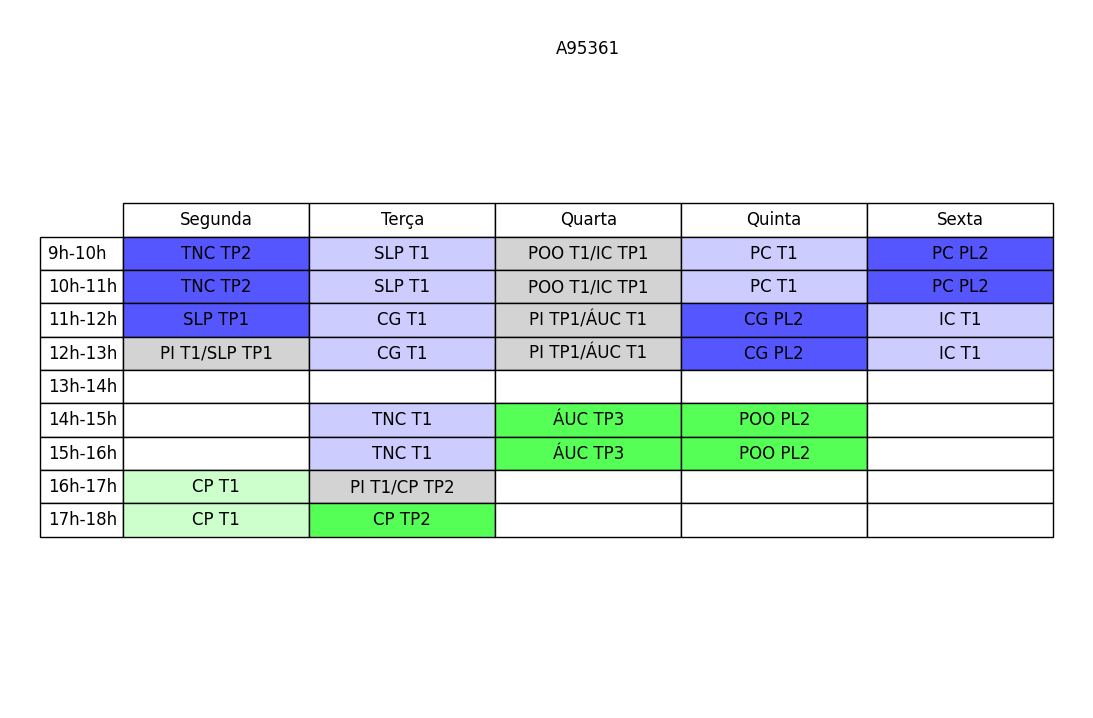 A95361
Segunda Terça Quarta Quinta Sexta
9h-10h TNC TP2 SLP T1 POO T1/IC TP1 PC T1 PC PL2
10h-11h TNC TP2 SLP T1 POO T1/IC TP1 PC T1 PC PL2
11h-12h SLP TP1 CG T1 PI TP1/ÁUC T1 CG PL2 IC T1
12h-13h PI T1/SLP TP1 CG T1 PI TP1/ÁUC T1 CG PL2 IC T1
13h-14h
14h-15h TNC T1 ÁUC TP3 POO PL2
15h-16h TNC T1 ÁUC TP3 POO PL2
16h-17h CP T1 PI T1/CP TP2
17h-18h CP T1 CP TP2